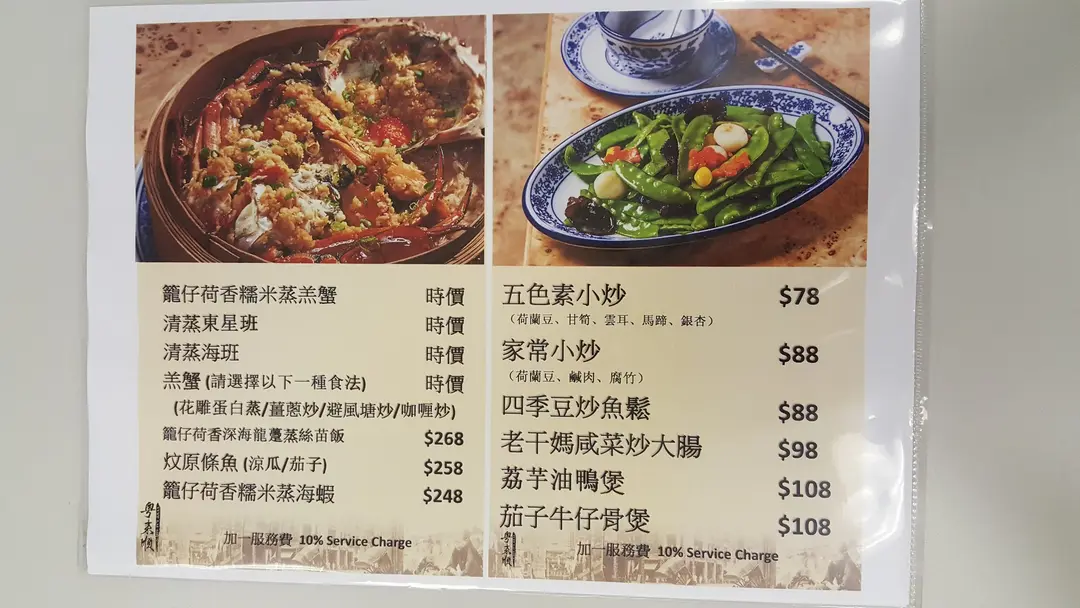 籠仔荷香糯米蒸羔蟹 時價
清蒸東星班 時價
清蒸海班 時價
羔蟹 (請選擇以下一種食法) 時價
(花雕蛋白蒸/薑蔥炒/避風塘炒/咖喱炒)
籠仔荷香深海龍躉蒸絲苗飯 $268
炆原條魚 (涼瓜/茄子) $258
籠仔荷香糯米蒸海蝦 $248
加一服務費 10% Service Charge
五色素小炒 $78
(荷蘭豆、甘筍、雲耳、馬蹄、銀杏)
家常小炒 $88
(荷蘭豆、鹹肉、腐竹)
四季豆炒魚鬆 $88
老干媽咸菜炒大腸 $98
荔芋油鴨煲 $108
茄子牛仔骨煲 $108
加一服務費 10% Service Charge